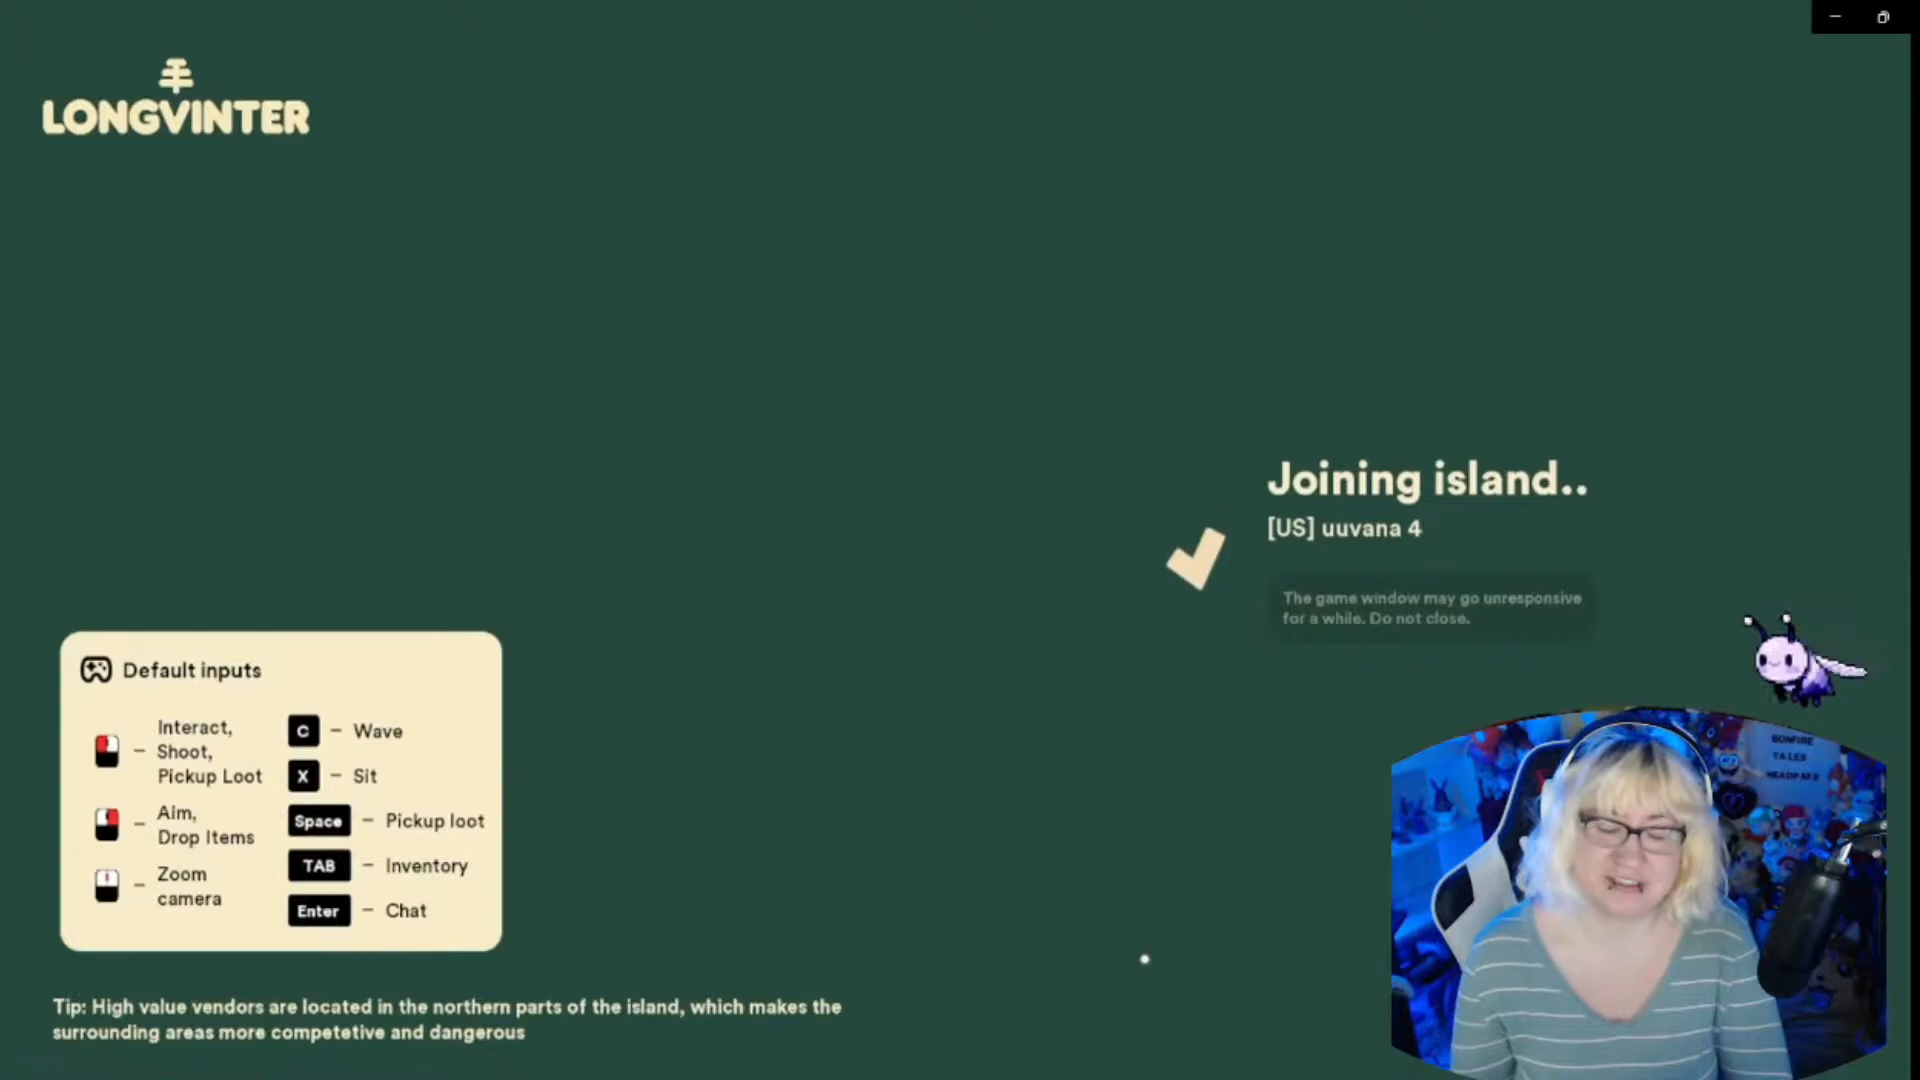 LONGVINTER
Joining island..
[US] uuvana 4
The game window may go unresponsive
for a while. Do not close.
Default inputs
Interact,
Shoot,
Pickup Loot
Aim,
Drop Items
Zoom
camera
C - Wave
X - Sit
Space - Pickup loot
TAB - Inventory
Enter - Chat
Tip: High value vendors are located in the northern parts of the island, which makes the
surrounding areas more competetive and dangerous
BONFIRE
TALES
HEADPATS